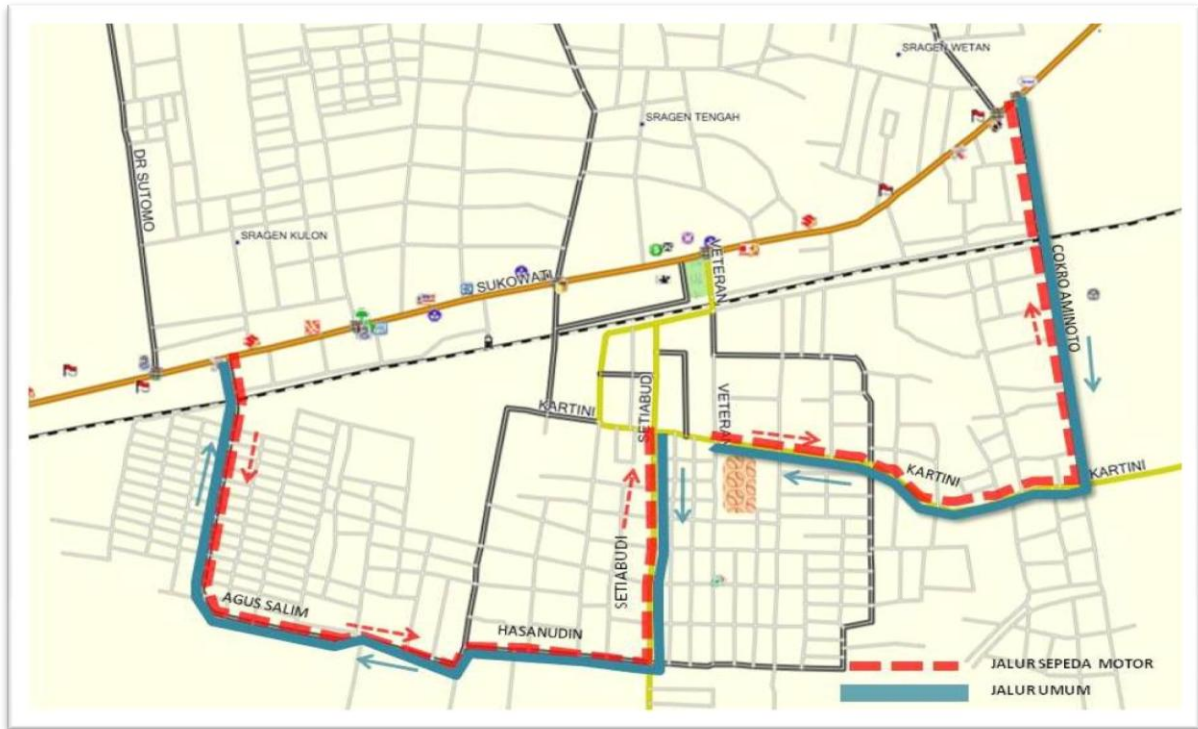 SRAGEN WETAN
SRAGEN TENGAH
DR SUTOMO
SRAGEN KULON
VETERAN
SUKOWATI
COKRO AMINOTO
KARTINI
SETIABUDI
VETERAN
KARTINI
KARTINI
SETIABUDI
AGUS SALIM
HASANUDIN
JALUR SEPEDA MOTOR
JALUR UMUM